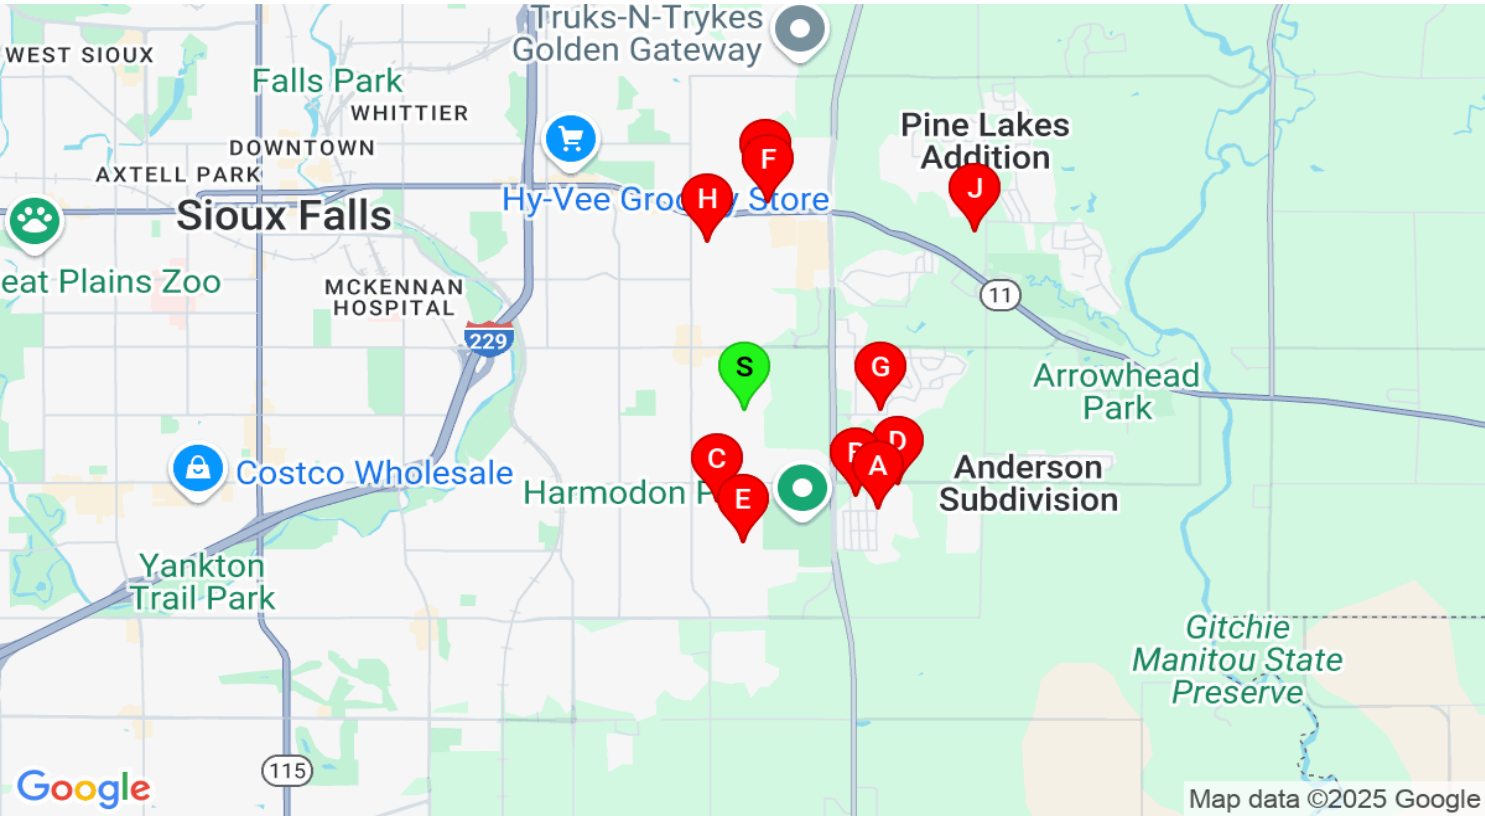 Truks-N-Trykes
Golden Gateway
WEST SIOUX
Falls Park
WHITTIER
Pine Lakes
Addition
DOWNTOWN
AXTELL PARK
F
J
H
Hy-Vee Grocery Store
Sioux Falls
eat Plains Zoo
MCKENNAN
HOSPITAL
11
229
S
G
Arrowhead
Park
D
B
A
C
Costco Wholesale
Anderson
Subdivision
Harmodon P
E
Yankton
Trail Park
Gitchie
Manitou State
Preserve
115
Google
Map data ©2025 Google